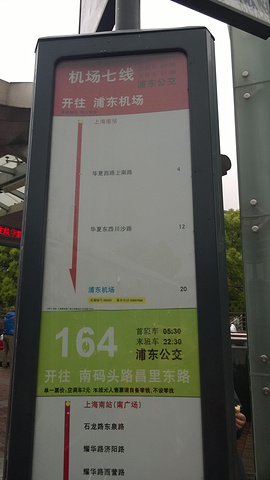 机场七线
浦东公交
开往 浦东机场
上海南站
华夏西路上南路
4
华夏东路川沙路
12
浦东机场
20
164
首班车 05:30
末班车 22:30
浦东公交
开往 南码头路昌里东路
上海南站(南广场)
石龙路东泉路
耀华路济阳路
耀华路西营路